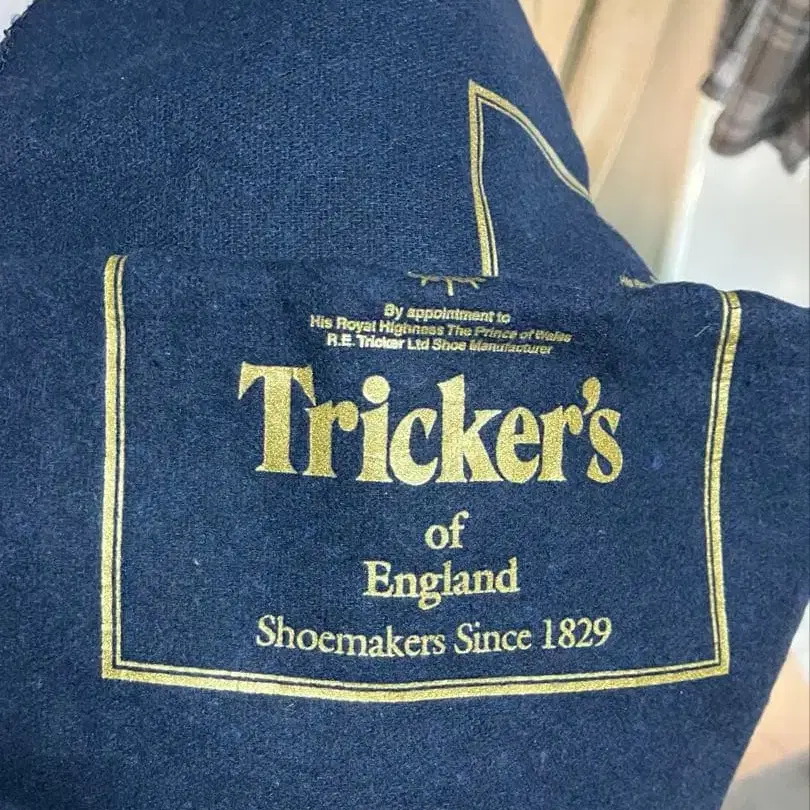 By appointment to
His Royal Highness The Prince of Wales
R.E. Tricker Ltd Shoe Manufacturer
Tricker's
of
England
Shoemakers Since 1829